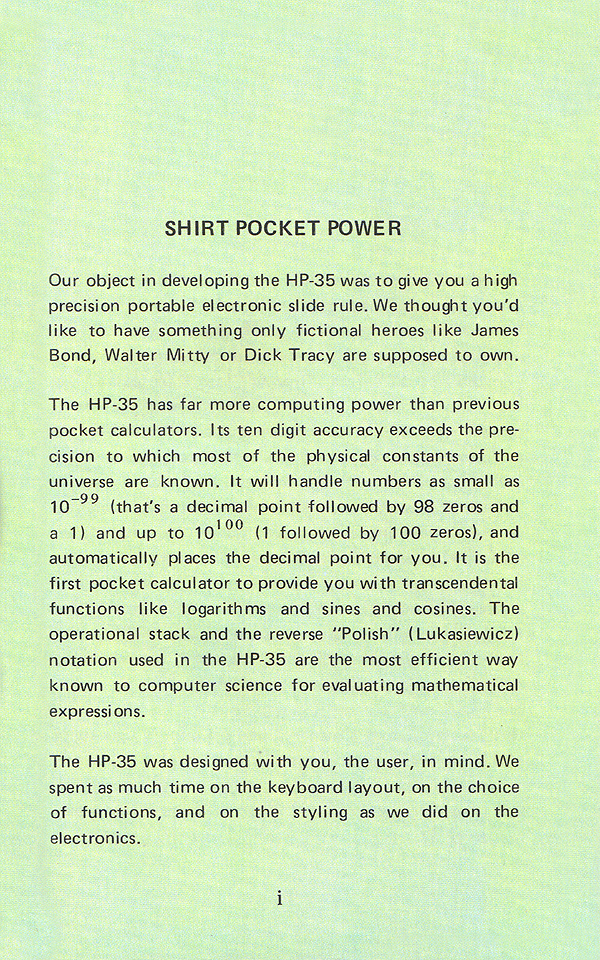 SHIRT POCKET POWER
Our object in developing the HP-35 was to give you a high
precision portable electronic slide rule. We thought you'd
like to have something only fictional heroes like James
Bond, Walter Mitty or Dick Tracy are supposed to own.
The HP-35 has far more computing power than previous
pocket calculators. Its ten digit accuracy exceeds the pre-
cision to which most of the physical constants of the
universe are known. It will handle numbers as small as
10⁻⁹⁹ (that's a decimal point followed by 98 zeros and
a 1) and up to 10¹⁰⁰ (1 followed by 100 zeros), and
automatically places the decimal point for you. It is the
first pocket calculator to provide you with transcendental
functions like logarithms and sines and cosines. The
operational stack and the reverse "Polish" (Lukasiewicz)
notation used in the HP-35 are the most efficient way
known to computer science for evaluating mathematical
expressions.
The HP-35 was designed with you, the user, in mind. We
spent as much time on the keyboard layout, on the choice
of functions, and on the styling as we did on the
electronics.
i